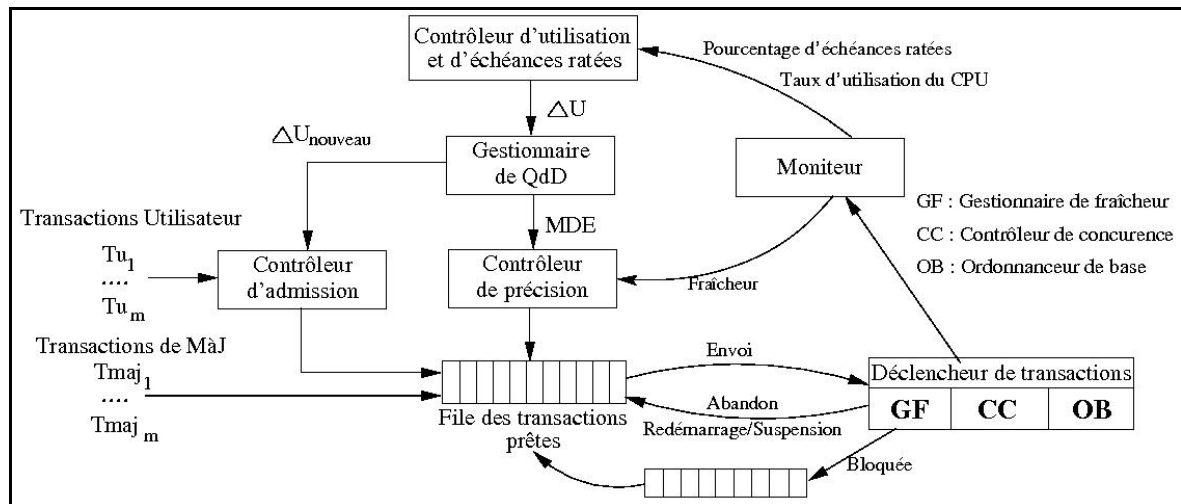 Contrôleur d'utilisation
et d'échéances ratées
Pourcentage d'échéances ratées
Taux d'utilisation du CPU
△U
△Unouveau
Gestionnaire
de QdD
Moniteur
GF : Gestionnaire de fraîcheur
CC : Contrôleur de concurence
OB : Ordonnanceur de base
Transactions Utilisateur
MDE
Tu1
....
Tum
Contrôleur
d'admission
Contrôleur
de précision
Fraîcheur
Transactions de MàJ
Tmaj1
....
Tmajm
Envoi
Déclencheur de transactions
GF CC OB
Abandon
Redémarrage/Suspension
File des transactions
prêtes
Bloquée